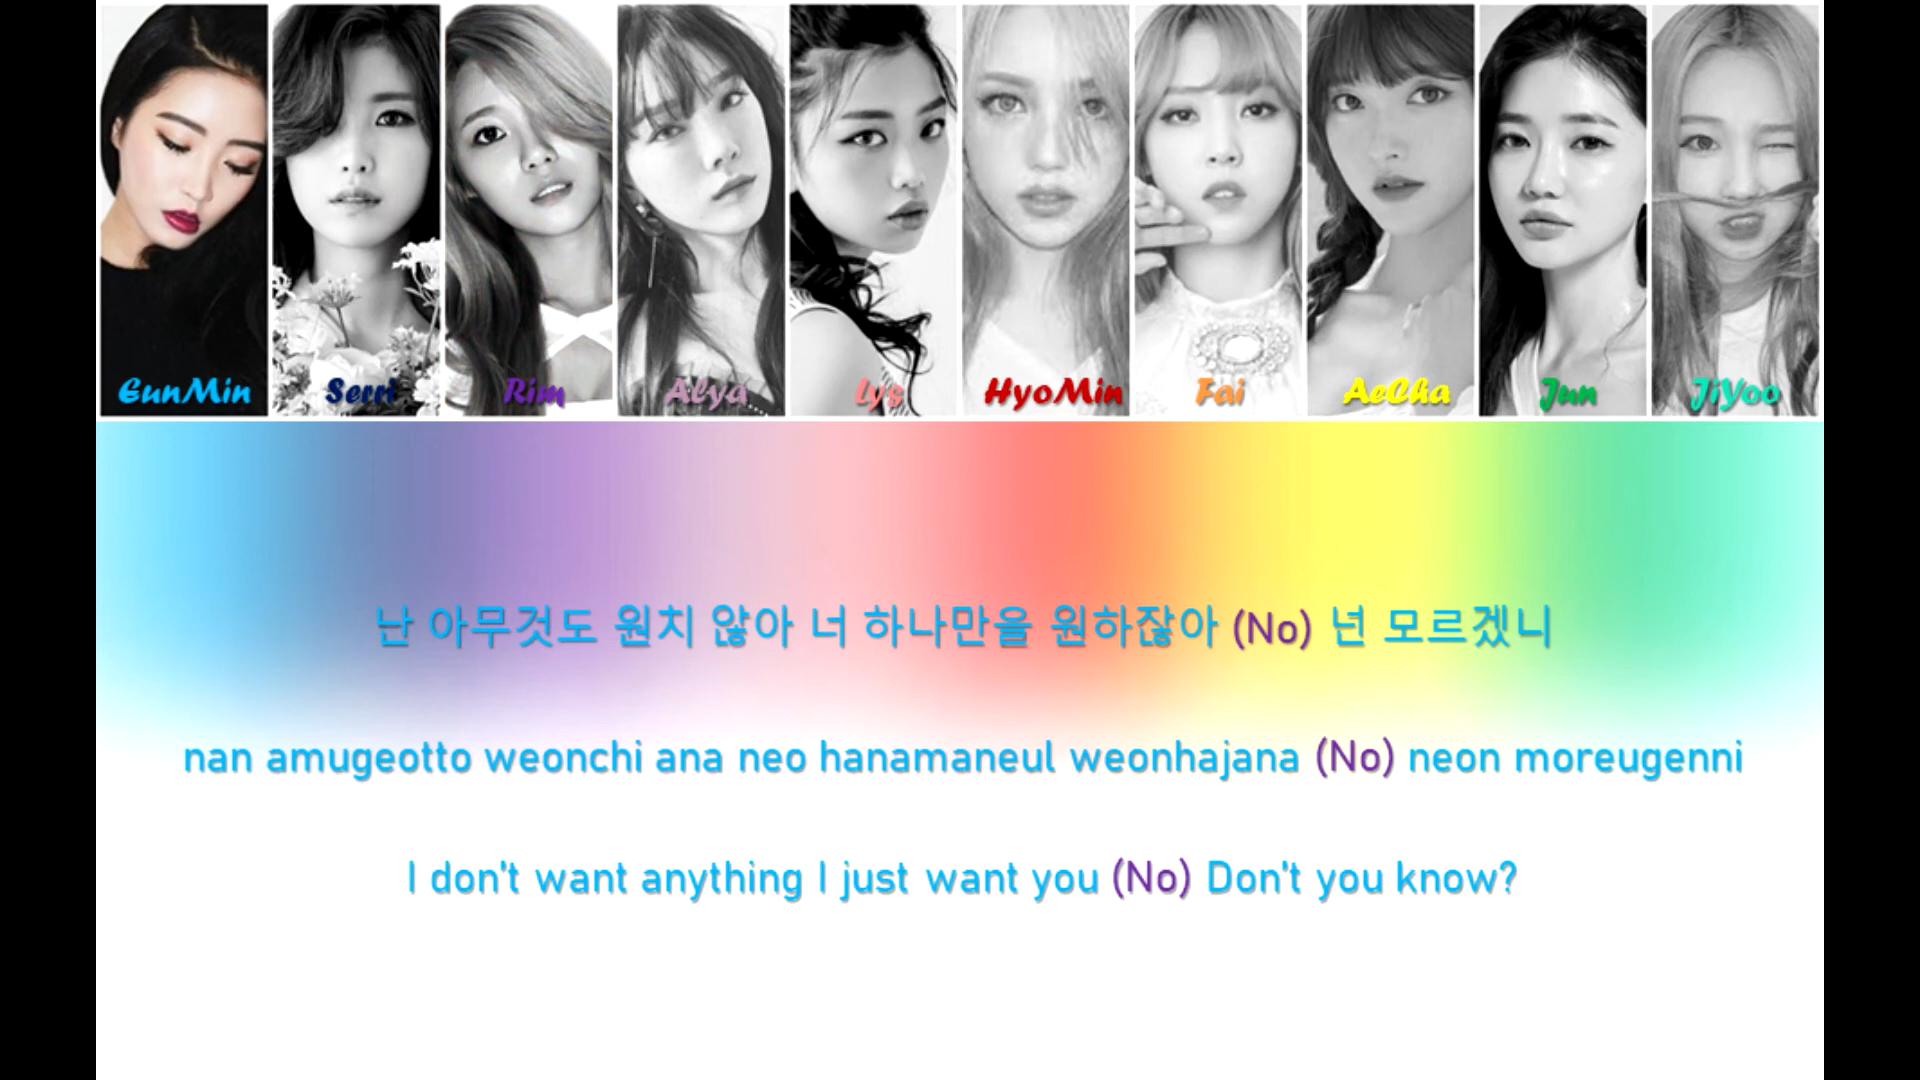 EunMin Serri Rim Alya Lys HyoMin Fai AeCha Jun JiYoo
난 아무것도 원치 않아 너 하나만을 원하잖아 (No) 넌 모르겠니
nan amugeotto weonchi ana neo hanamaneul weonhajana (No) neon moreugenni
I don't want anything I just want you (No) Don't you know?